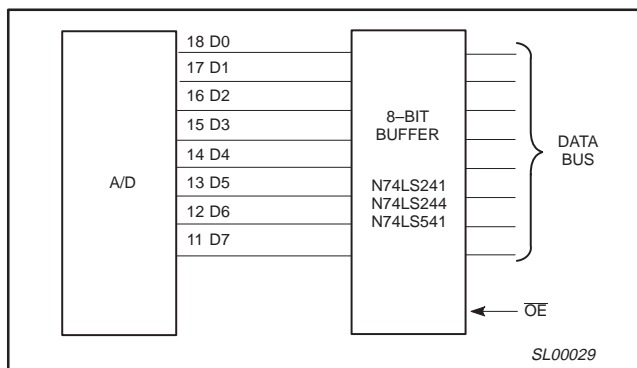 18 D0
17 D1
16 D2
15 D3
14 D4
13 D5
12 D6
11 D7
A/D
8–BIT
BUFFER
N74LS241
N74LS244
N74LS541
DATA
BUS
OE
SL00029